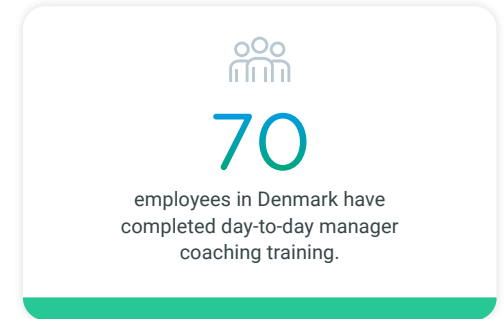 70
employees in Denmark have
completed day-to-day manager
coaching training.